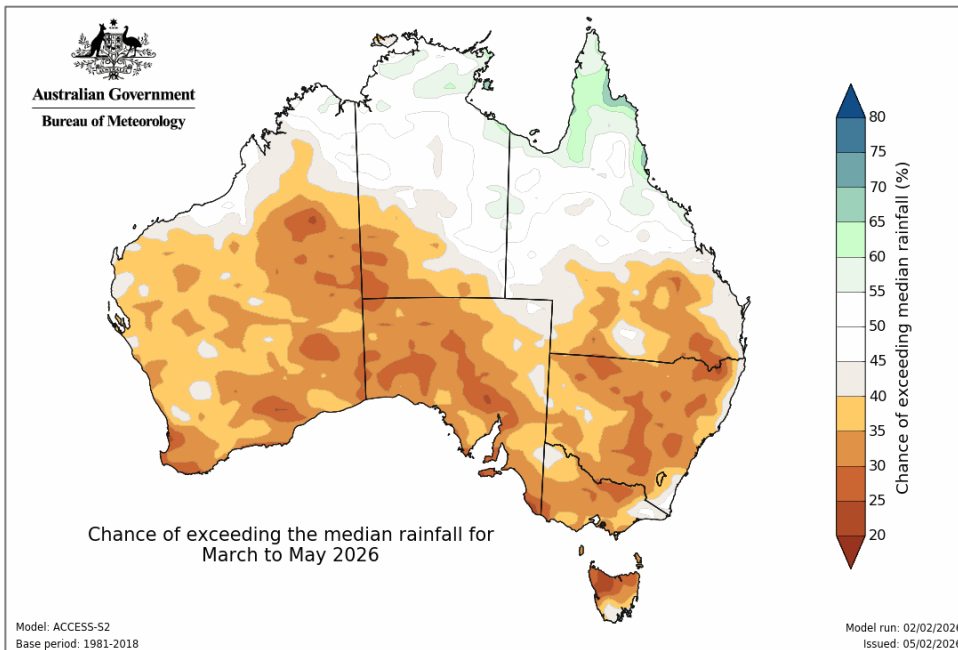 Australian Government
Bureau of Meteorology
80
75
70
65
60
55
50
45
40
35
30
25
20
Chance of exceeding median rainfall (%)
Chance of exceeding the median rainfall for
March to May 2026
Model: ACCESS-S2
Base period: 1981-2018
Model run: 02/02/2026
Issued: 05/02/2026